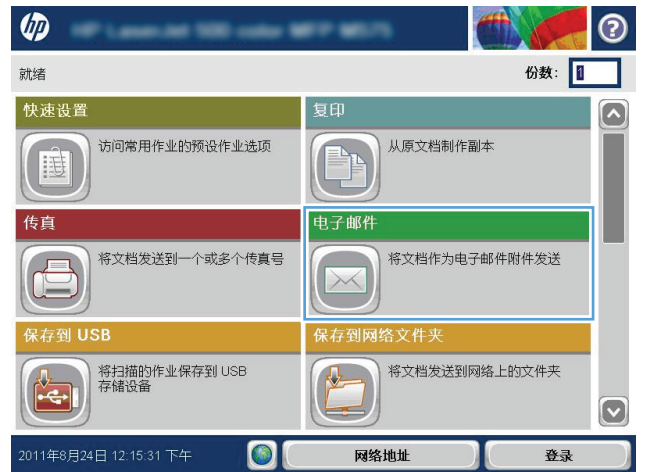 hp
?
就绪
份数: 1
快速设置
访问常用作业的预设作业选项
复印
从原文档制作副本
传真
将文档发送到一个或多个传真号
电子邮件
将文档作为电子邮件附件发送
保存到 USB
将扫描的作业保存到 USB
存储设备
保存到网络文件夹
将文档发送到网络上的文件夹
2011年8月24日 12:15:31 下午
网络地址
登录